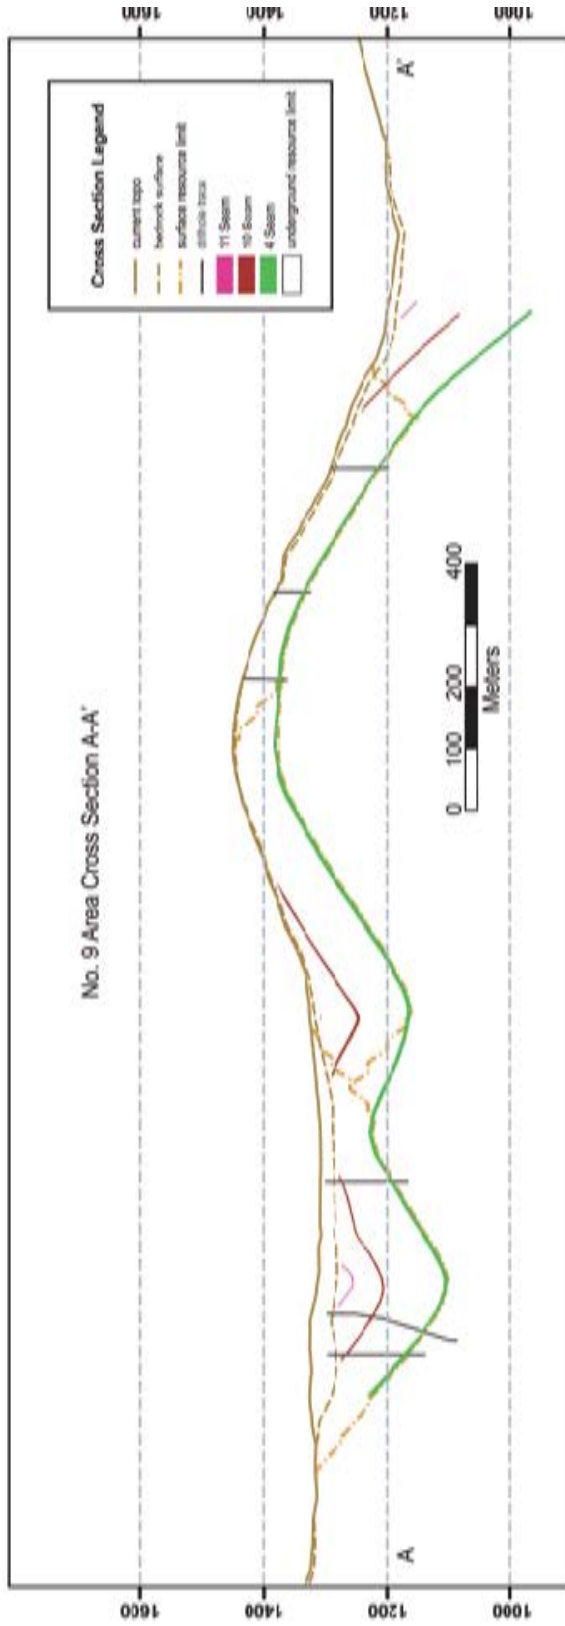 No. 9 Area Cross Section A-A'
Cross Section Legend
current topo
bedrock surface
surface resource limit
drillhole trace
11 Seam
10 Seam
4 Seam
underground resource limit
1600
1400
1200
1000
1600
1400
1200
1000
A
A'
0 100 200 400
Meters